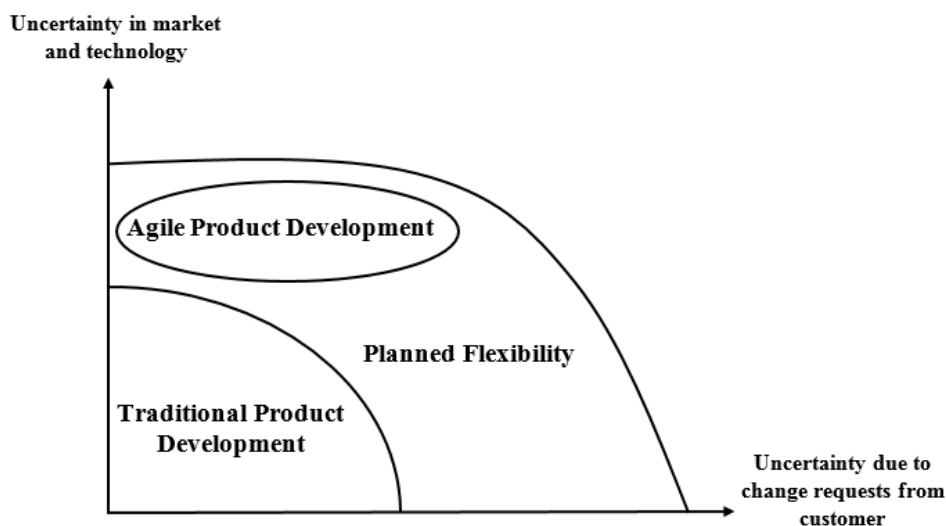 Uncertainty in market
and technology
Agile Product Development
Planned Flexibility
Traditional Product
Development
Uncertainty due to
change requests from
customer